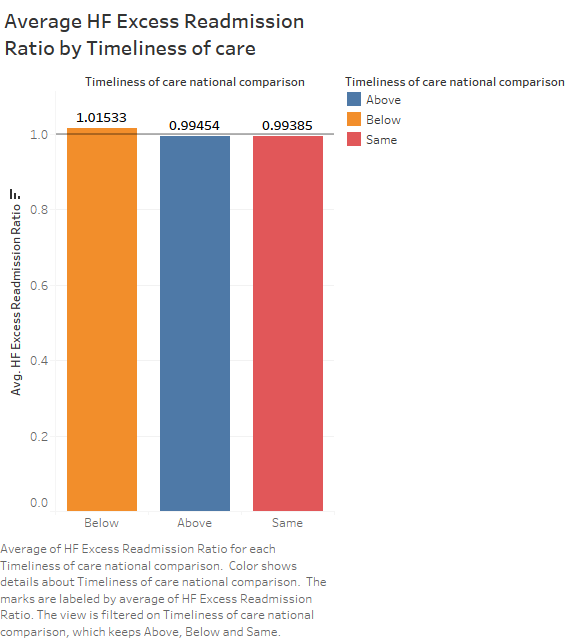 Average HF Excess Readmission
Ratio by Timeliness of care
Timeliness of care national comparison
Timeliness of care national comparison
Above
Below
Same
1.01533
0.99454
0.99385
1.0
0.8
0.6
0.4
0.2
0.0
Avg. HF Excess Readmission Ratio
Below
Above
Same
Average of HF Excess Readmission Ratio for each
Timeliness of care national comparison.  Color shows
details about Timeliness of care national comparison.  The
marks are labeled by average of HF Excess Readmission
Ratio. The view is filtered on Timeliness of care national
comparison, which keeps Above, Below and Same.